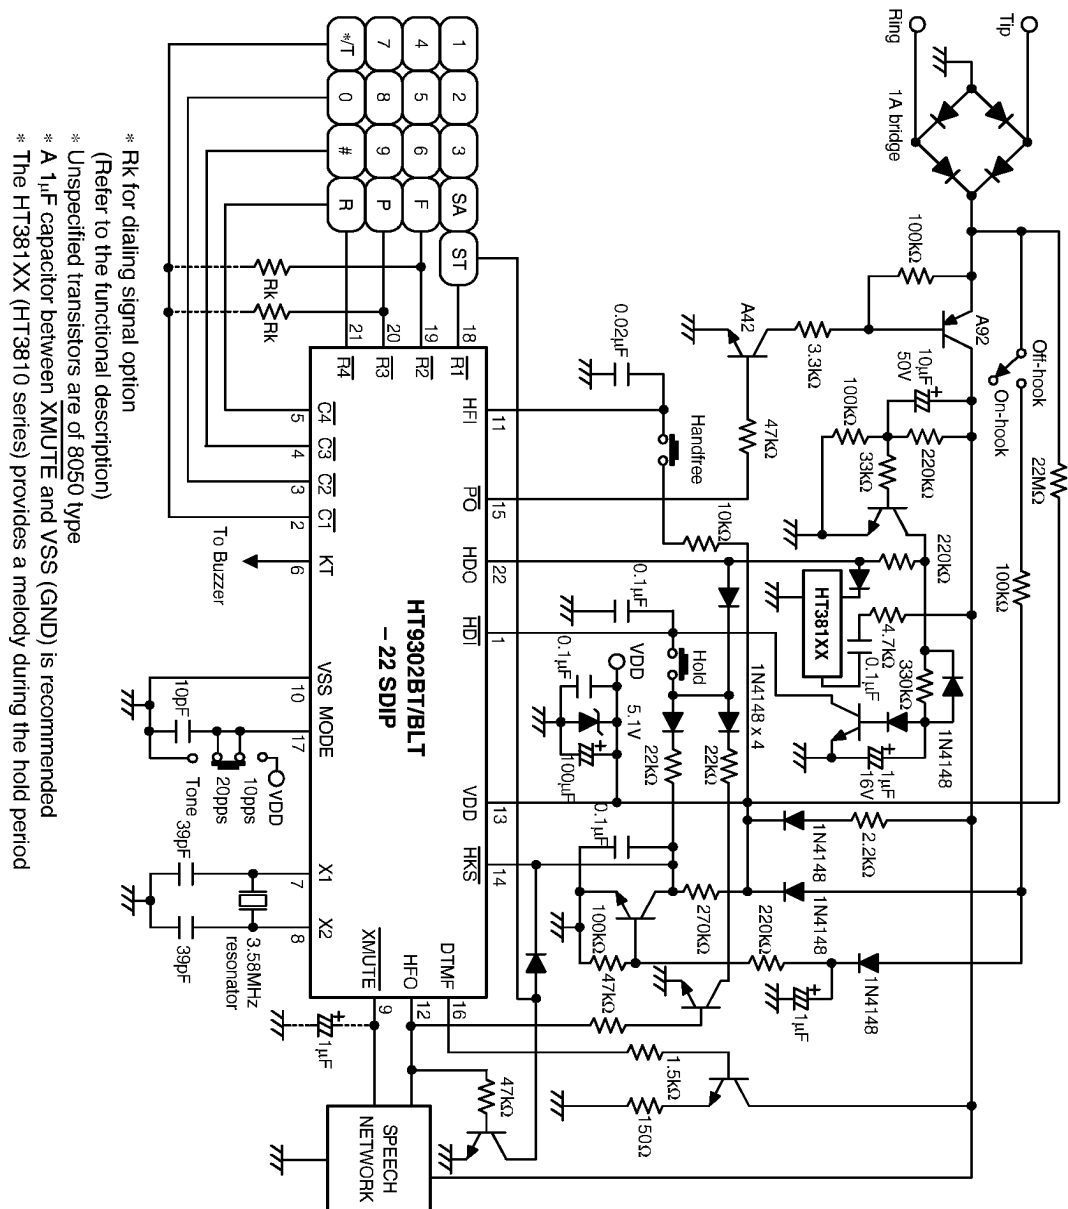 Tip
Ring
1A bridge
Off-hook
On-hook
22MΩ
100kΩ
100kΩ
A92
10µF
50V
A42
3.3kΩ
100kΩ
220kΩ
33kΩ
47kΩ
220kΩ
HT381XX
4.7kΩ
0.1µF
330kΩ
1N4148
1µF
16V
0.02µF
Handfree
10kΩ
0.1µF
Hold
1N4148 x 4
VDD
0.1µF
5.1V
100µF
22kΩ
22kΩ
1N4148
2.2kΩ
1N4148
0.1µF
270kΩ
220kΩ
100kΩ
1N4148
1µF
47kΩ
1.5kΩ
150Ω
47kΩ
1 2 3 SA ST
4 5 6 F
7 8 9 P
*/T 0 # R
Rk
Rk
18 R1
19 R2
20 R3
21 R4
11 HFI
15 PO
22 HDO
1 HDI
13 VDD
14 HKS
16 DTMF
12 HFO
9 XMUTE
5 C4
4 C3
3 C2
2 C1
6 KT
10 VSS
17 MODE
7 X1
8 X2
HT9302BT/BLT
– 22 SDIP
To Buzzer
10pF
VDD
10pps
20pps
Tone
39pF
39pF
3.58MHz
resonator
1µF
SPEECH
NETWORK
* Rk for dialing signal option
(Refer to the functional description)
* Unspecified transistors are of 8050 type
* A 1µF capacitor between XMUTE and VSS (GND) is recommended
* The HT381XX (HT3810 series) provides a melody during the hold period